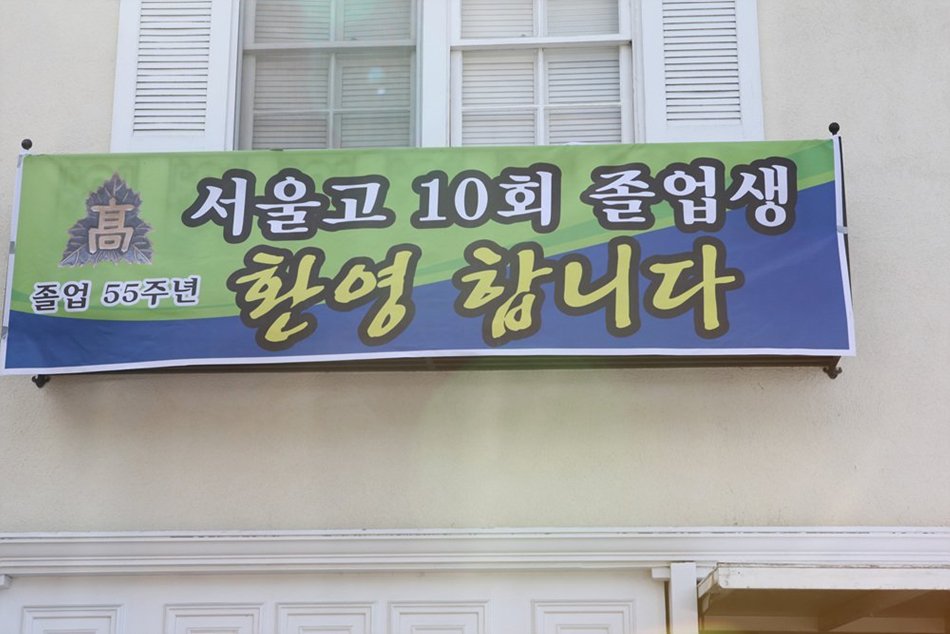 서울고 10회 졸업생
高
졸업 55주년
환영 합니다